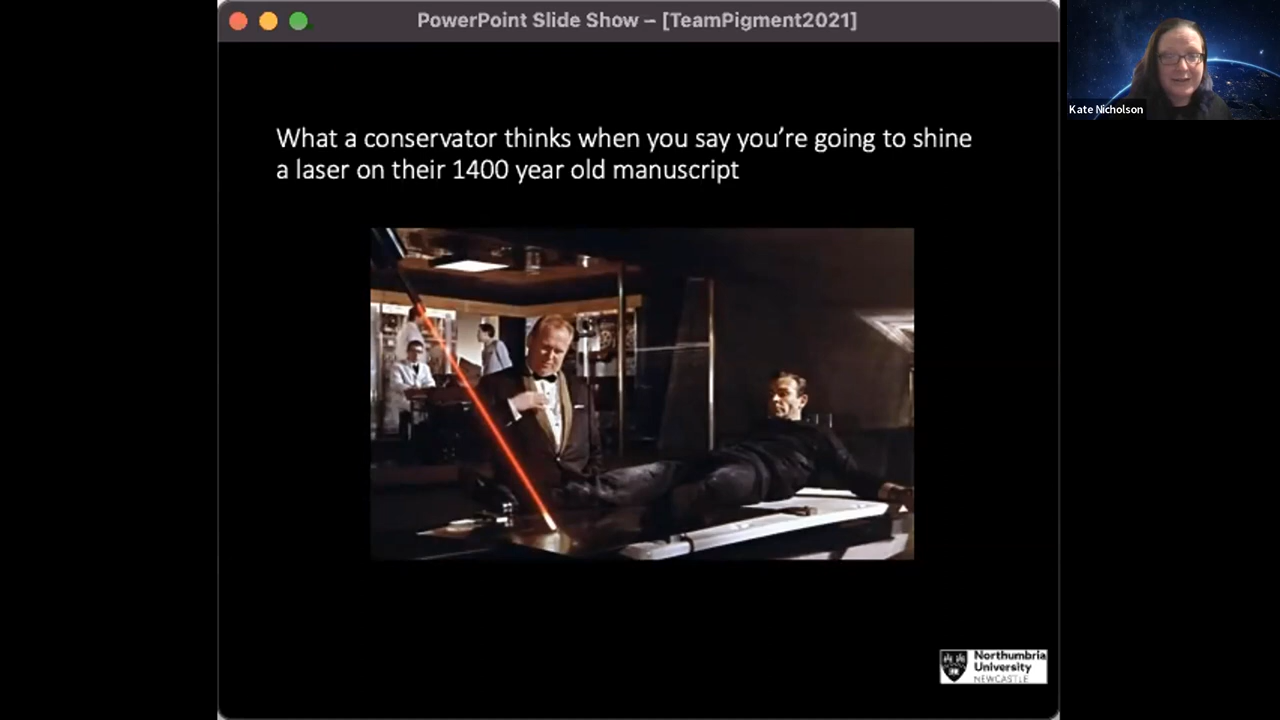 PowerPoint Slide Show – [TeamPigment2021]
Kate Nicholson
What a conservator thinks when you say you’re going to shine
a laser on their 1400 year old manuscript
Northumbria
University
NEWCASTLE